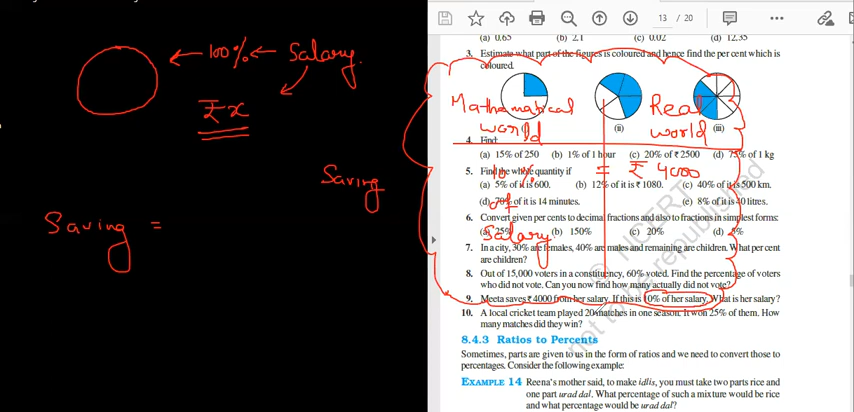 100% ← Salary
₹ x
Saving
Saving =
13 / 20
(a) 0.65 (b) 2.1 (c) 0.02 (d) 12.35
3. Estimate what part of the figures is coloured and hence find the per cent which is
coloured.
Mathematical
world
Real
world
(ii) (iii)
4. Find:
(a) 15% of 250 (b) 1% of 1 hour (c) 20% of ₹ 2500 (d) 75% of 1 kg
5. Find the whole quantity if
10% of Salary = ₹ 4000
(a) 5% of it is 600. (b) 12% of it is ₹ 1080. (c) 40% of it is 500 km.
(d) 70% of it is 14 minutes. (e) 8% of it is 40 litres.
6. Convert given per cents to decimal fractions and also to fractions in simplest forms:
(a) 25% (b) 150% (c) 20% (d) 5%
7. In a city, 30% are females, 40% are males and remaining are children. What per cent
are children?
8. Out of 15,000 voters in a constituency, 60% voted. Find the percentage of voters
who did not vote. Can you now find how many actually did not vote?
9. Meeta saves ₹ 4000 from her salary. If this is 10% of her salary. What is her salary?
10. A local cricket team played 20 matches in one season. It won 25% of them. How
many matches did they win?
© NCERT
not to be republished
8.4.3 Ratios to Percents
Sometimes, parts are given to us in the form of ratios and we need to convert those to
percentages. Consider the following example:
EXAMPLE 14 Reena's mother said, to make idlis, you must take two parts rice and
one part urad dal. What percentage of such a mixture would be rice
and what percentage would be urad dal?